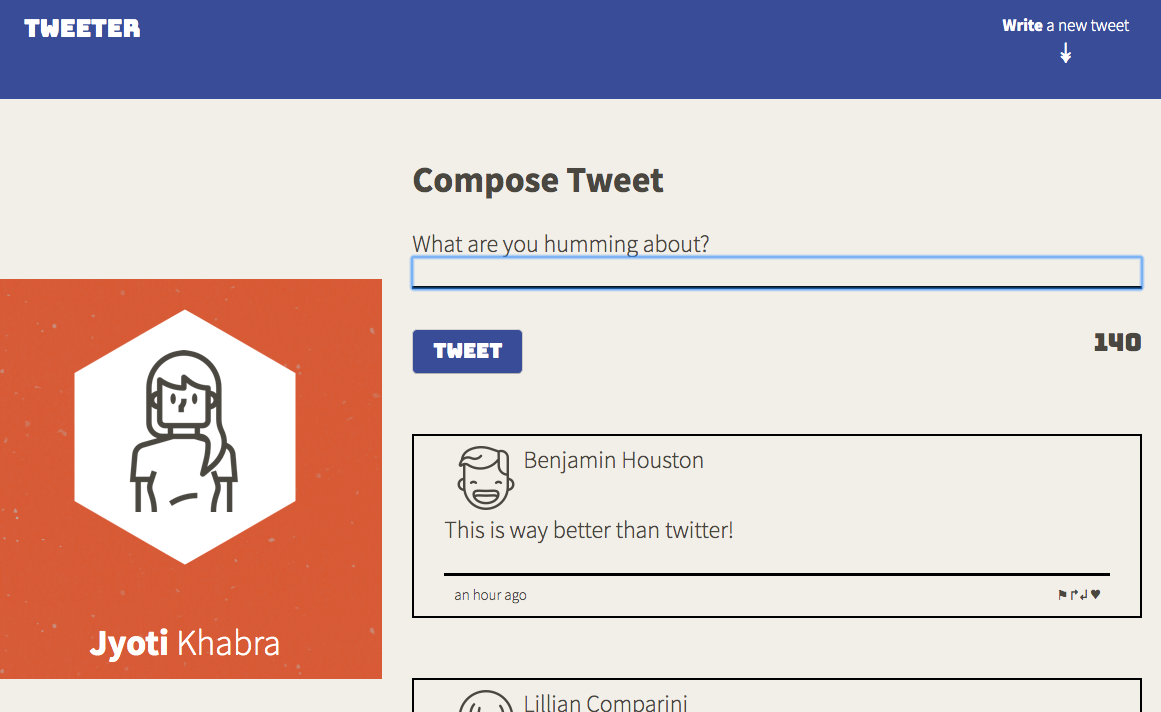 TWEETER
Write a new tweet
Compose Tweet
What are you humming about?
TWEET
140
Jyoti Khabra
Benjamin Houston
This is way better than twitter!
an hour ago
Lillian Comparini